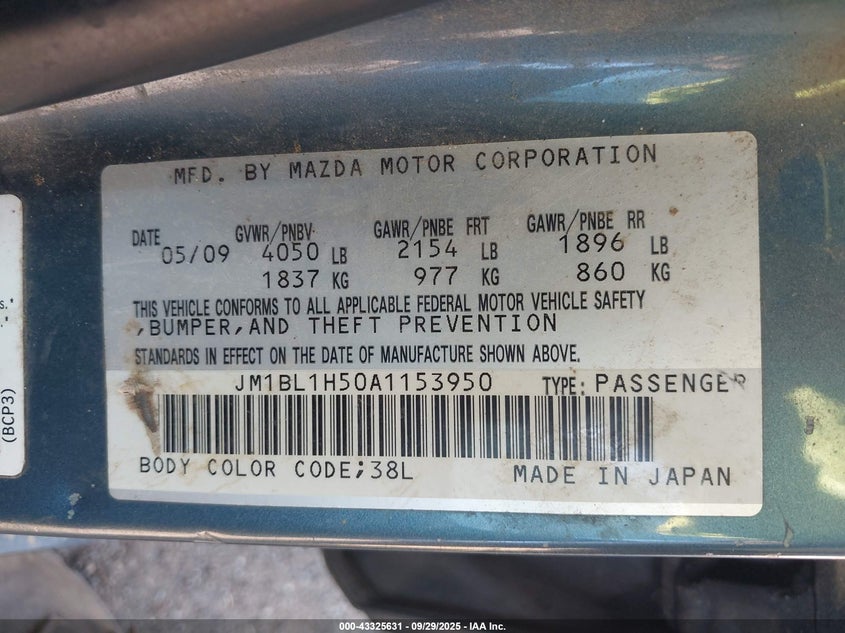 MFD. BY MAZDA MOTOR CORPORATION
DATE GVWR/PNBV GAWR/PNBE FRT GAWR/PNBE RR
05/09 4050 LB 2154 LB 1896 LB
1837 KG 977 KG 860 KG
THIS VEHICLE CONFORMS TO ALL APPLICABLE FEDERAL MOTOR VEHICLE SAFETY
,BUMPER,AND THEFT PREVENTION
STANDARDS IN EFFECT ON THE DATE OF MANUFACTURE SHOWN ABOVE.
JM1BL1H50A1153950 TYPE: PASSENGER
BODY COLOR CODE;38L MADE IN JAPAN
(BCP3)
000-43325631 - 09/29/2025 - IAA Inc.